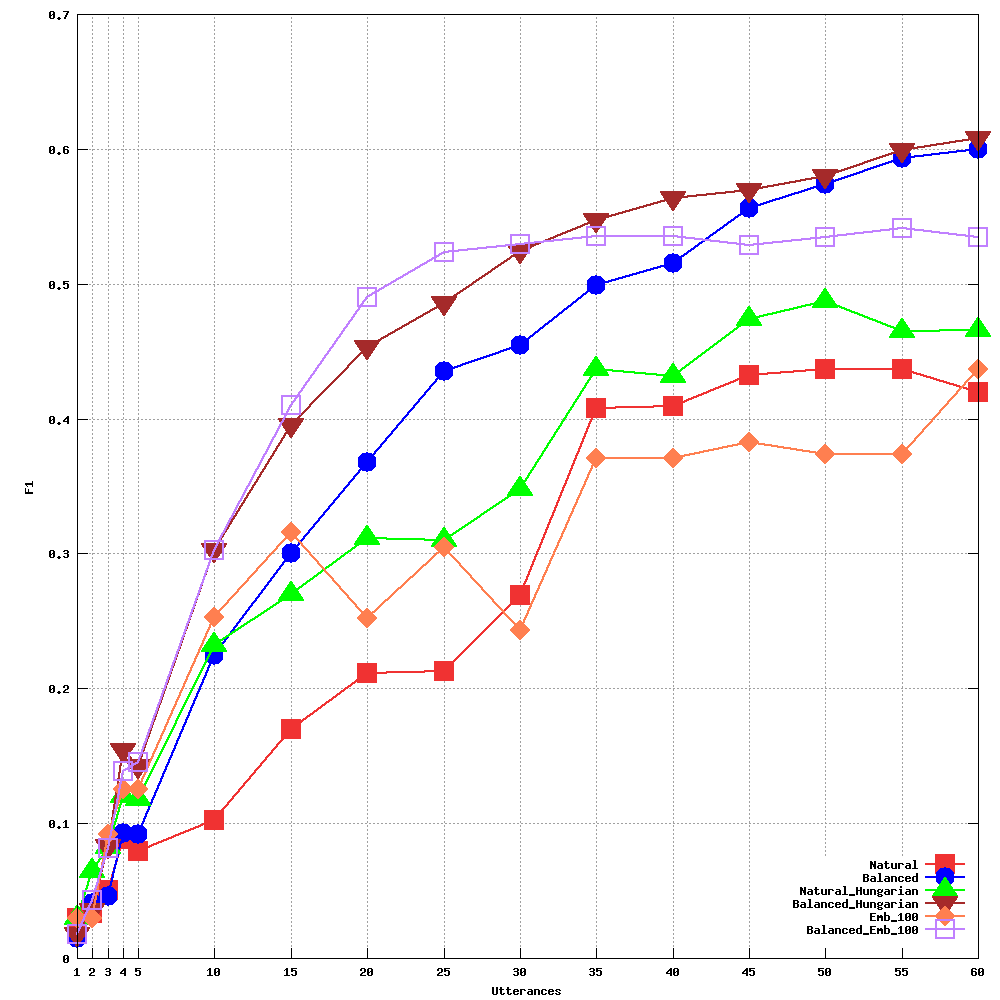 0.7
0.6
0.5
0.4
0.3
0.2
0.1
0
F1
1 2 3 4 5 10 15 20 25 30 35 40 45 50 55 60
Utterances
Natural
Balanced
Natural_Hungarian
Balanced_Hungarian
Emb_100
Balanced_Emb_100